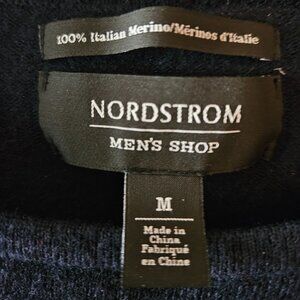 100% Italian Merino/Mérinos d'Italie
NORDSTROM
MEN'S SHOP
M
Made in
China
Fabriqué
en Chine